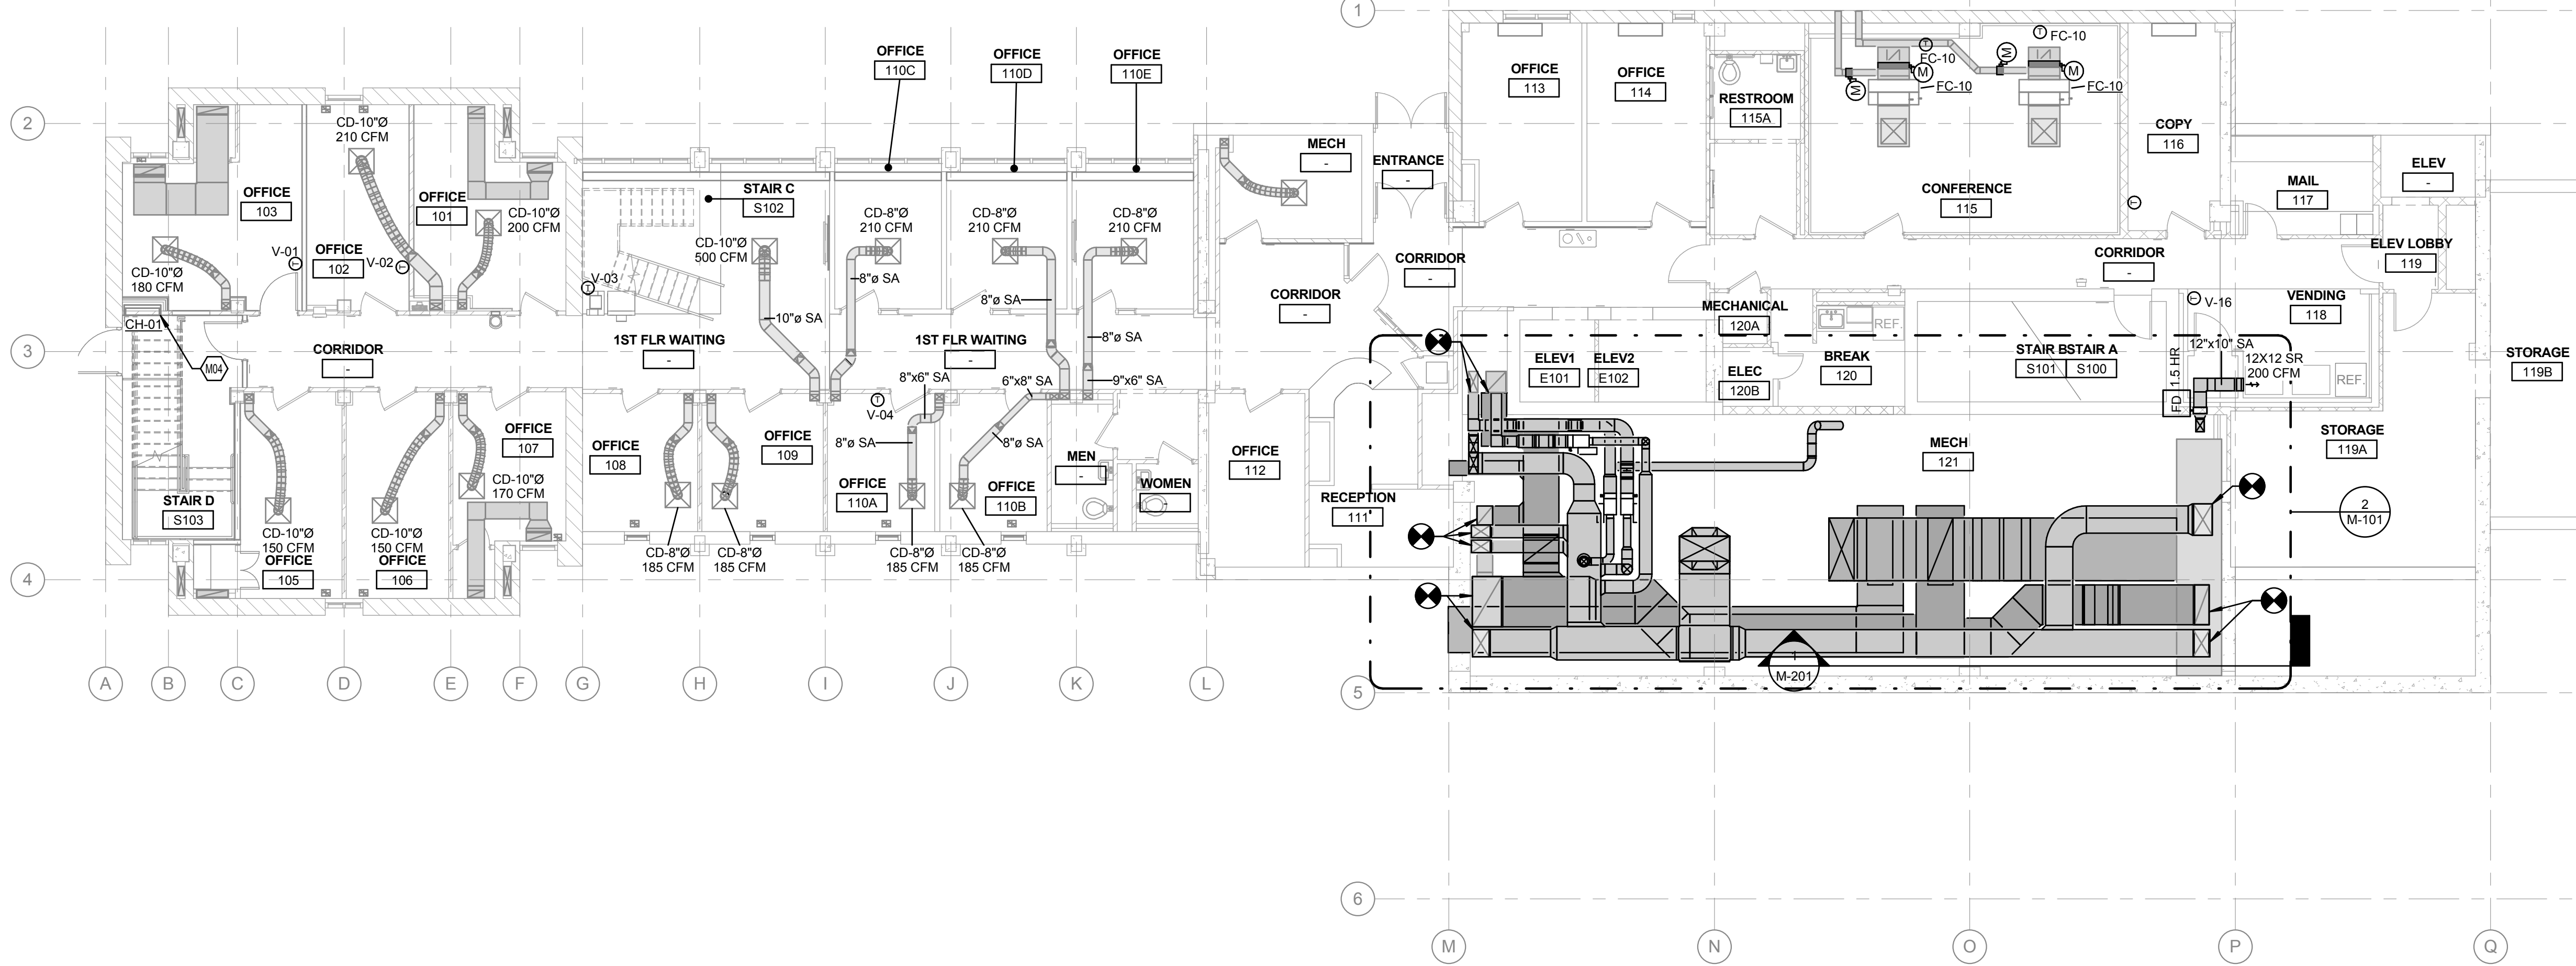 1
OFFICE
110C
OFFICE
110D
OFFICE
110E
2
CD-10"Ø
210 CFM
OFFICE
103
OFFICE
101
CD-10"Ø
200 CFM
V-01
OFFICE
102
V-02
CD-10"Ø
180 CFM
CH-01
M04
STAIR C
S102
CD-10"Ø
500 CFM
V-03
CD-8"Ø
210 CFM
CD-8"Ø
210 CFM
CD-8"Ø
210 CFM
8"ø SA
8"ø SA
10"ø SA
8"ø SA
MECH
-
ENTRANCE
-
OFFICE
113
OFFICE
114
RESTROOM
115A
T
FC-10
T
FC-10
M
M
M
M
FC-10
FC-10
CONFERENCE
115
COPY
116
T
MAIL
117
ELEV
-
ELEV LOBBY
119
CORRIDOR
-
CORRIDOR
-
CORRIDOR
-
3
CORRIDOR
-
1ST FLR WAITING
-
1ST FLR WAITING
-
8"x6" SA
6"x8" SA
9"x6" SA
T
V-04
8"ø SA
8"ø SA
MECHANICAL
120A
REF.
T
V-16
VENDING
118
12"x10" SA
12X12 SR
200 CFM
REF.
FD
1.5 HR
ELEV1
E101
ELEV2
E102
ELEC
120B
BREAK
120
STAIR B
S101
STAIR A
S100
STORAGE
119B
STAIR D
S103
CD-10"Ø
150 CFM
OFFICE
105
CD-10"Ø
150 CFM
OFFICE
106
OFFICE
107
CD-10"Ø
170 CFM
OFFICE
108
OFFICE
109
OFFICE
110A
OFFICE
110B
MEN
-
WOMEN
-
OFFICE
112
RECEPTION
111
MECH
121
STORAGE
119A
2
M-101
CD-8"Ø
185 CFM
CD-8"Ø
185 CFM
CD-8"Ø
185 CFM
CD-8"Ø
185 CFM
4
1
M-201
A
B
C
D
E
F
G
H
I
J
K
L
5
6
M
N
O
P
Q